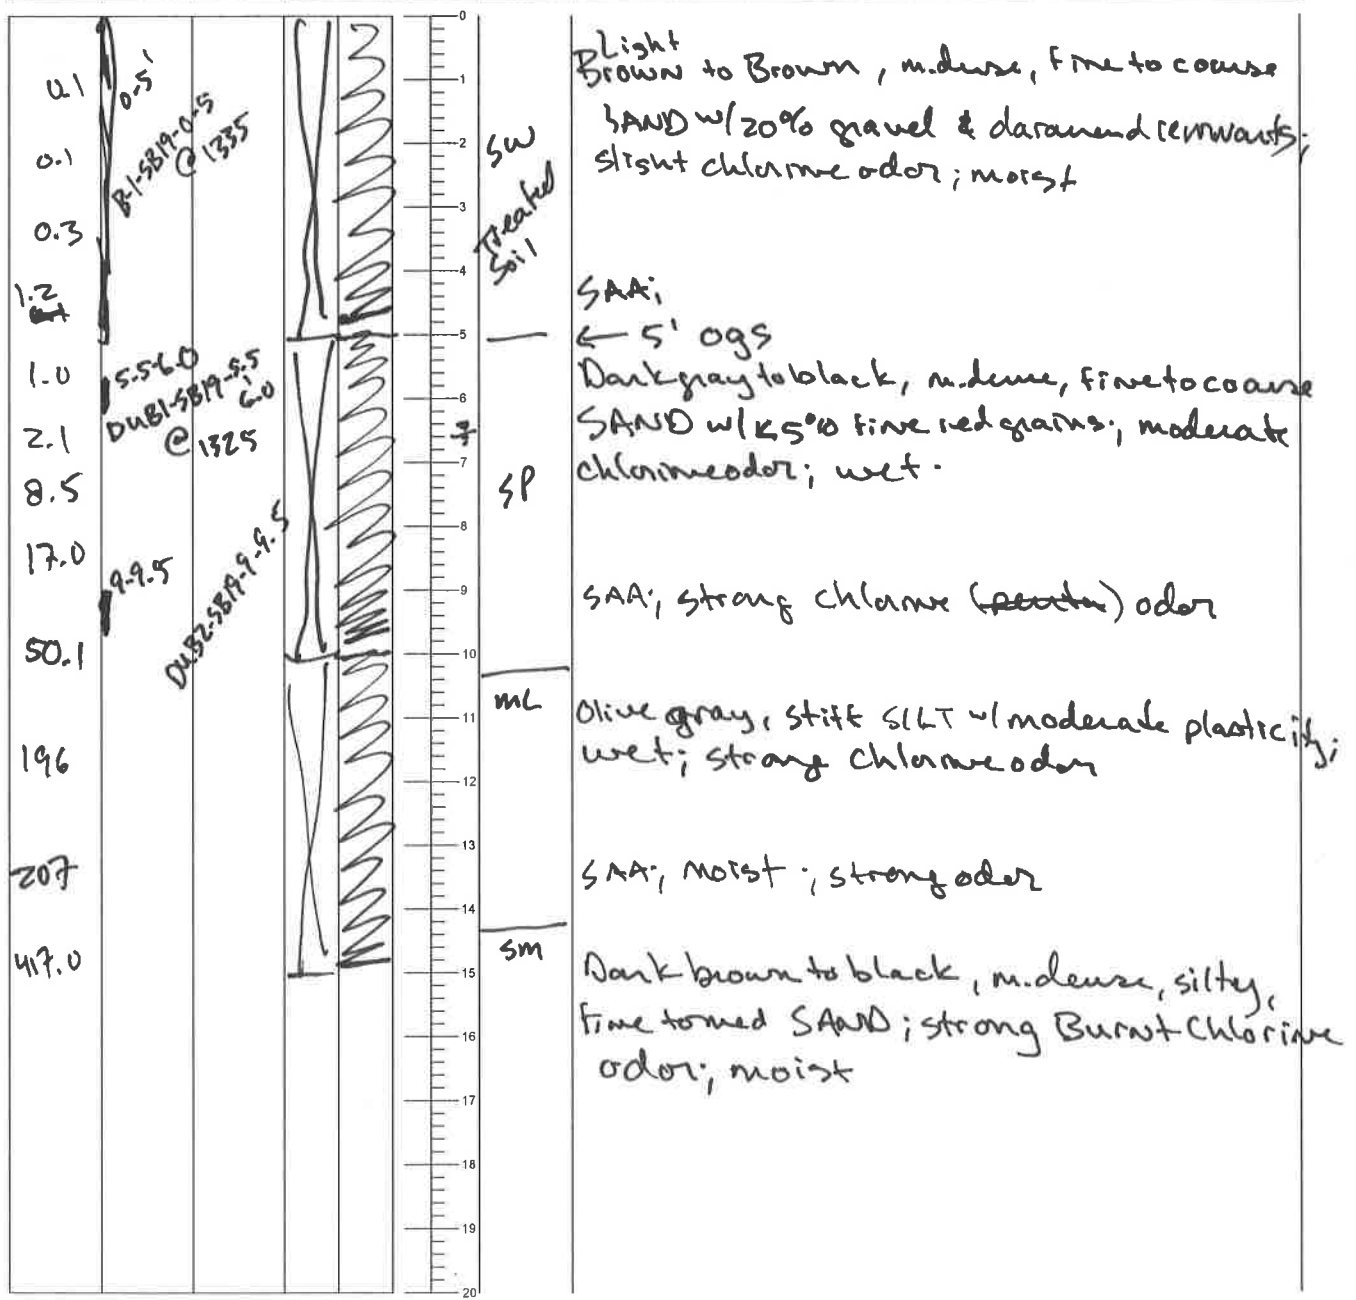 0.1
0.1
0.3
1.2
1.0
2.1
8.5
17.0
50.1
196
207
417.0
0-5'
B-1-SB19-0-5
@ 1335
5.5-6.0
DUB1-SB19-5.5
6.0
@ 1325
9-9.5
DUB2-SB19-9-9.5
0
1
2
3
4
5
6
7
8
9
10
11
12
13
14
15
16
17
18
19
20
SW
Treated
Soil
SP
ML
SM
Light
Brown to Brown, m.dense, fine to coarse
SAND w/ 20% gravel & daramend remnants;
slight chlorine odor; moist
SAA;
← 5' ogs
Dark gray to black, m.dense, fine to coarse
SAND w/ <5% fine red grains; moderate
chlorine odor; wet.
SAA; strong chlorine (penta) odor
Olive gray, stiff SILT w/ moderate plasticity;
wet; strong chlorine odor
SAA; moist; strong odor
Dark brown to black, m.dense, silty,
fine to med SAND; strong Burnt Chlorine
odor; moist